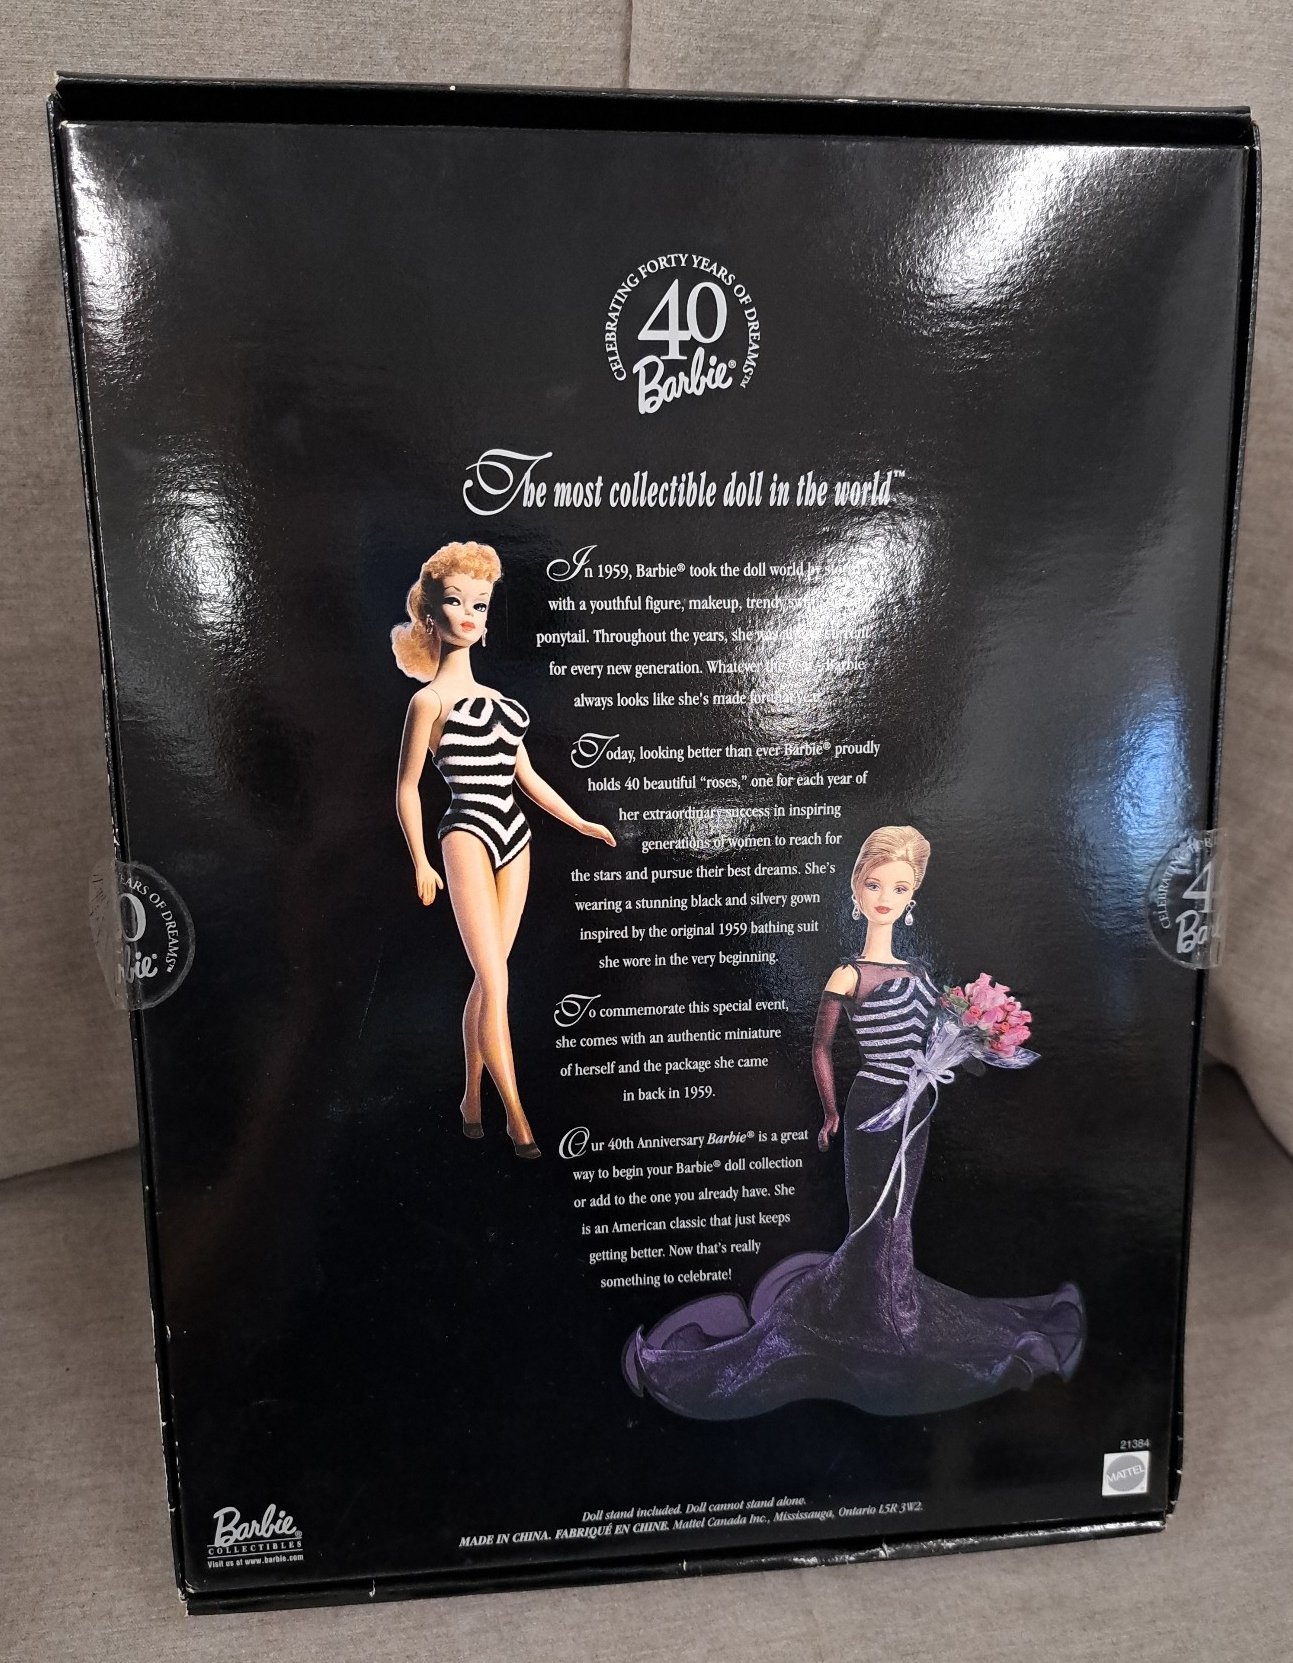 CELEBRATING FORTY YEARS OF DREAMS™
40
Barbie®
The most collectible doll in the world™
In 1959, Barbie® took the doll world by
with a youthful figure, makeup, trendy
ponytail. Throughout the years, she was
for every new generation. Whatever the Barbie
always looks like she's made for
Today, looking better than ever Barbie® proudly
holds 40 beautiful “roses,” one for each year of
her extraordinary success in inspiring
generations of women to reach for
the stars and pursue their best dreams. She's
wearing a stunning black and silvery gown
inspired by the original 1959 bathing suit
she wore in the very beginning.
To commemorate this special event,
she comes with an authentic miniature
of herself and the package she came
in back in 1959.
Our 40th Anniversary Barbie® is a great
way to begin your Barbie® doll collection
or add to the one you already have. She
is an American classic that just keeps
getting better. Now that's really
something to celebrate!
OF DREAMS™
21384
MATTEL
Doll stand included. Doll cannot stand alone.
MADE IN CHINA. FABRIQUÉ EN CHINE. Mattel Canada Inc., Mississauga, Ontario L5R 3W2.
Barbie®
COLLECTIBLES
Visit us at www.barbie.com